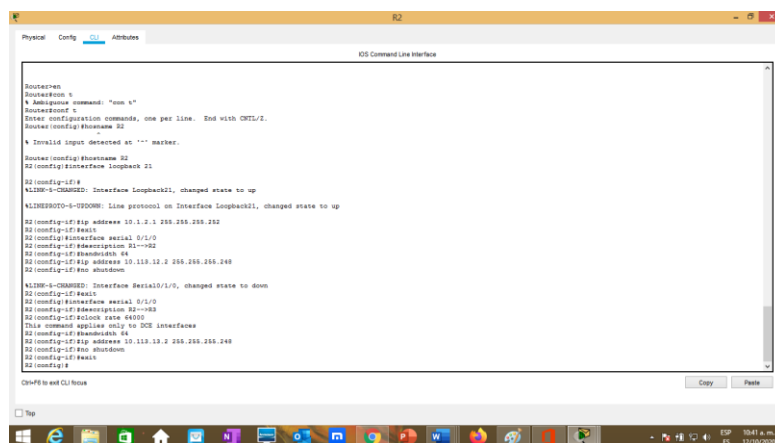 R2
Physical Config CLI Attributes
IOS Command Line Interface
Router>en
Router#con t
% Ambiguous command: "con t"
Router#conf t
Enter configuration commands, one per line. End with CNTL/Z.
Router(config)#hosname R2
^
% Invalid input detected at '^' marker.
Router(config)#hostname R2
R2(config)#interface loopback 21
R2(config-if)#
%LINK-5-CHANGED: Interface Loopback21, changed state to up
%LINEPROTO-5-UPDOWN: Line protocol on Interface Loopback21, changed state to up
R2(config-if)#ip address 10.1.2.1 255.255.255.252
R2(config-if)#exit
R2(config)#interface serial 0/1/0
R2(config-if)#description R1-->R2
R2(config-if)#bandwidth 64
R2(config-if)#ip address 10.113.12.2 255.255.255.248
R2(config-if)#no shutdown
%LINK-5-CHANGED: Interface Serial0/1/0, changed state to down
R2(config-if)#exit
R2(config)#interface serial 0/1/0
R2(config-if)#description R2-->R3
R2(config-if)#clock rate 64000
This command applies only to DCE interfaces
R2(config-if)#bandwidth 64
R2(config-if)#ip address 10.113.13.2 255.255.255.248
R2(config-if)#no shutdown
R2(config-if)#exit
R2(config)#
Ctrl+F6 to exit CLI focus
Copy Paste
Top
ESP 10:41 a. m.
ES